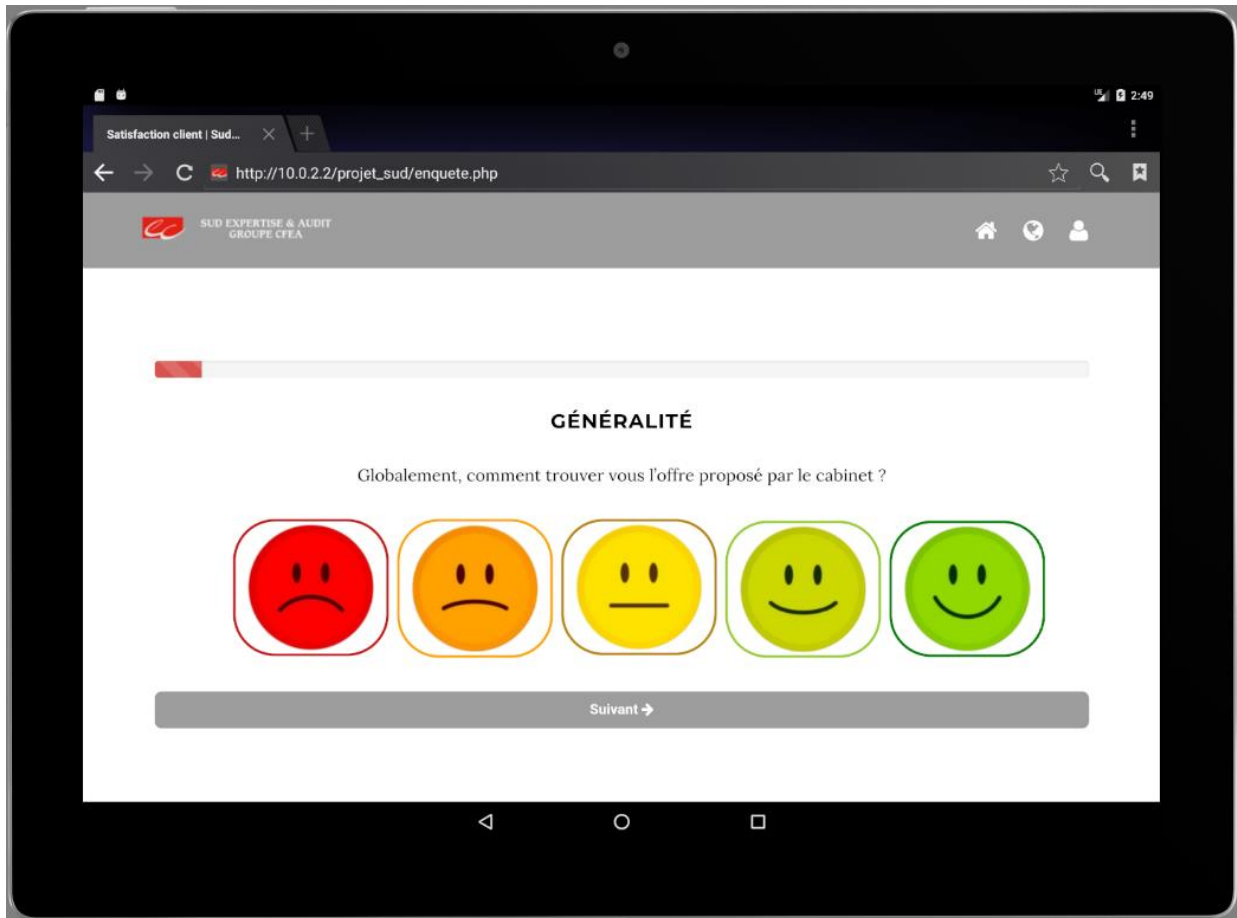 2:49
Satisfaction client | Sud...
http://10.0.2.2/projet_sud/enquete.php
SUD EXPERTISE & AUDIT
GROUPE CFEA
GÉNÉRALITÉ
Globalement, comment trouver vous l'offre proposé par le cabinet ?
Suivant